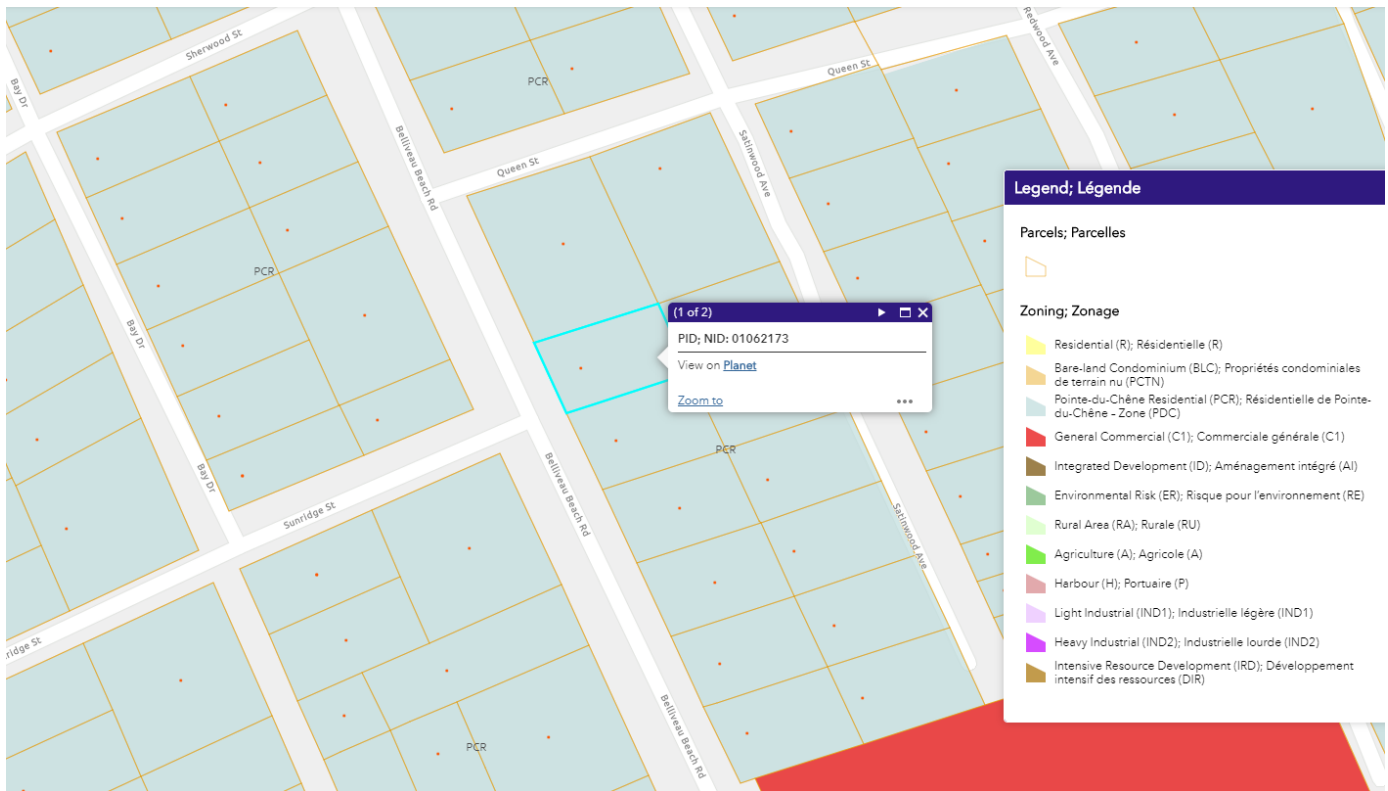 Sherwood St
Redwood Ave
Queen St
Bay Dr
PCR
Belliveau Beach Rd
Satinwood Ave
Queen St
PCR
Bay Dr
Bay Dr
Sunridge St
ridge St
Belliveau Beach Rd
PCR
Satinwood Ave
Belliveau Beach Rd
PCR
(1 of 2)
PID; NID: 01062173
View on Planet
Zoom to
Legend; Légende
Parcels; Parcelles
Zoning; Zonage
Residential (R); Résidentielle (R)
Bare-land Condominium (BLC); Propriétés condominiales
de terrain nu (PCTN)
Pointe-du-Chêne Residential (PCR); Résidentielle de Pointe-
du-Chêne - Zone (PDC)
General Commercial (C1); Commerciale générale (C1)
Integrated Development (ID); Aménagement intégré (AI)
Environmental Risk (ER); Risque pour l'environnement (RE)
Rural Area (RA); Rurale (RU)
Agriculture (A); Agricole (A)
Harbour (H); Portuaire (P)
Light Industrial (IND1); Industrielle légère (IND1)
Heavy Industrial (IND2); Industrielle lourde (IND2)
Intensive Resource Development (IRD); Développement
intensif des ressources (DIR)